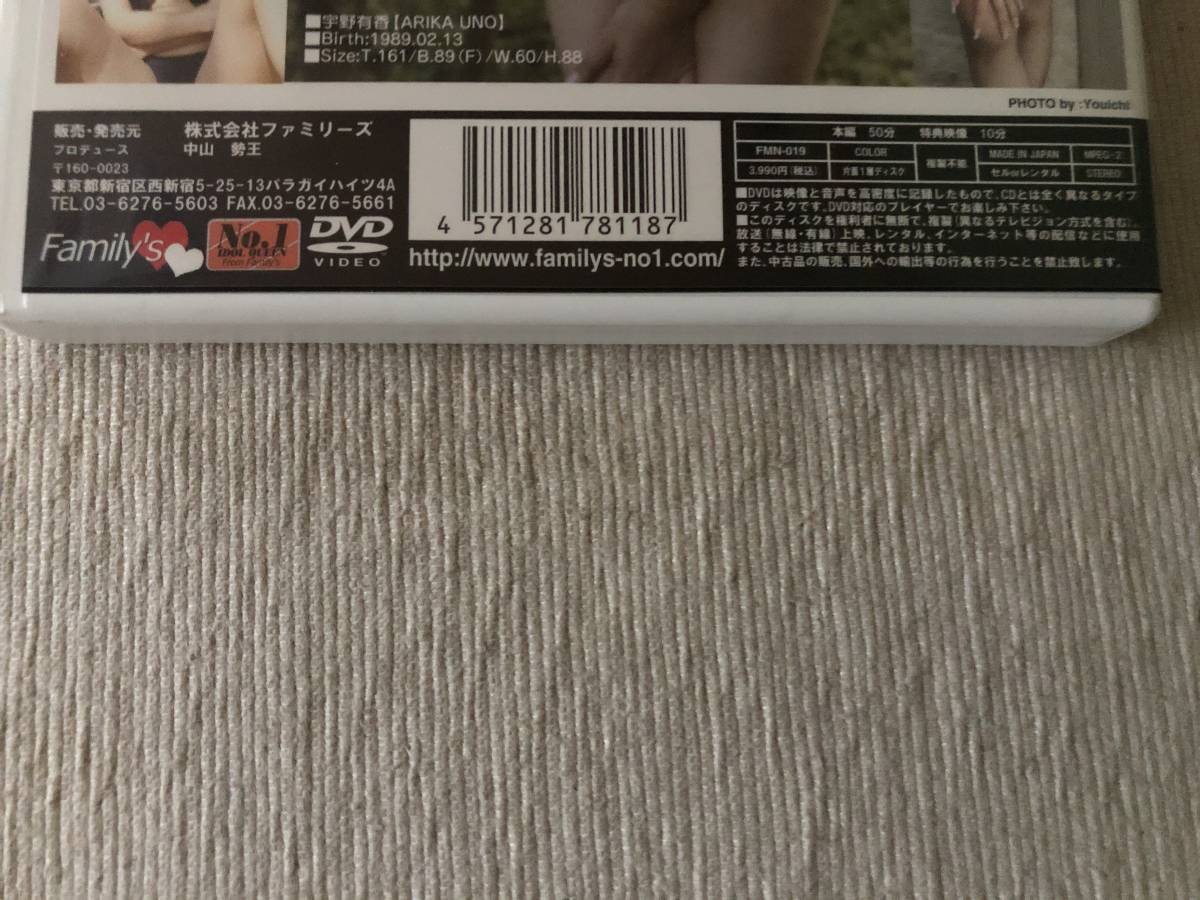 ■宇野有香【ARIKA UNO】
■Birth:1989.02.13
■Size:T.161/B.89(F)/W.60/H.88
PHOTO by :Youichi
販売・発売元 株式会社ファミリーズ
プロデュース 中山 勢王
〒160-0023
東京都新宿区西新宿5-25-13パラガイハイツ4A
TEL.03-6276-5603 FAX.03-6276-5661
Family's
No.1
IDOL QUEEN
From Family's
DVD
VIDEO
4 571281 781187
http://www.familys-no1.com/
本編 50分 特典映像 10分
FMN-019 COLOR 複製不能 MADE IN JAPAN MPEG-2
3,990円(税込) 片面1層ディスク セルorレンタル STEREO
■DVDは映像と音声を高密度に記録したもので、CDとは全く異なるタイプ
のディスクです。DVD対応のプレイヤーでお楽しみ下さい。
■このディスクを権利者に無断で、複製(異なるテレビジョン方式を含む)、
放送(無線・有線)上映、レンタル、インターネット等の配信などに使用
することは法律で禁止されております。
また、中古品の販売、国外への輸出等の行為を行うことを禁止致します。